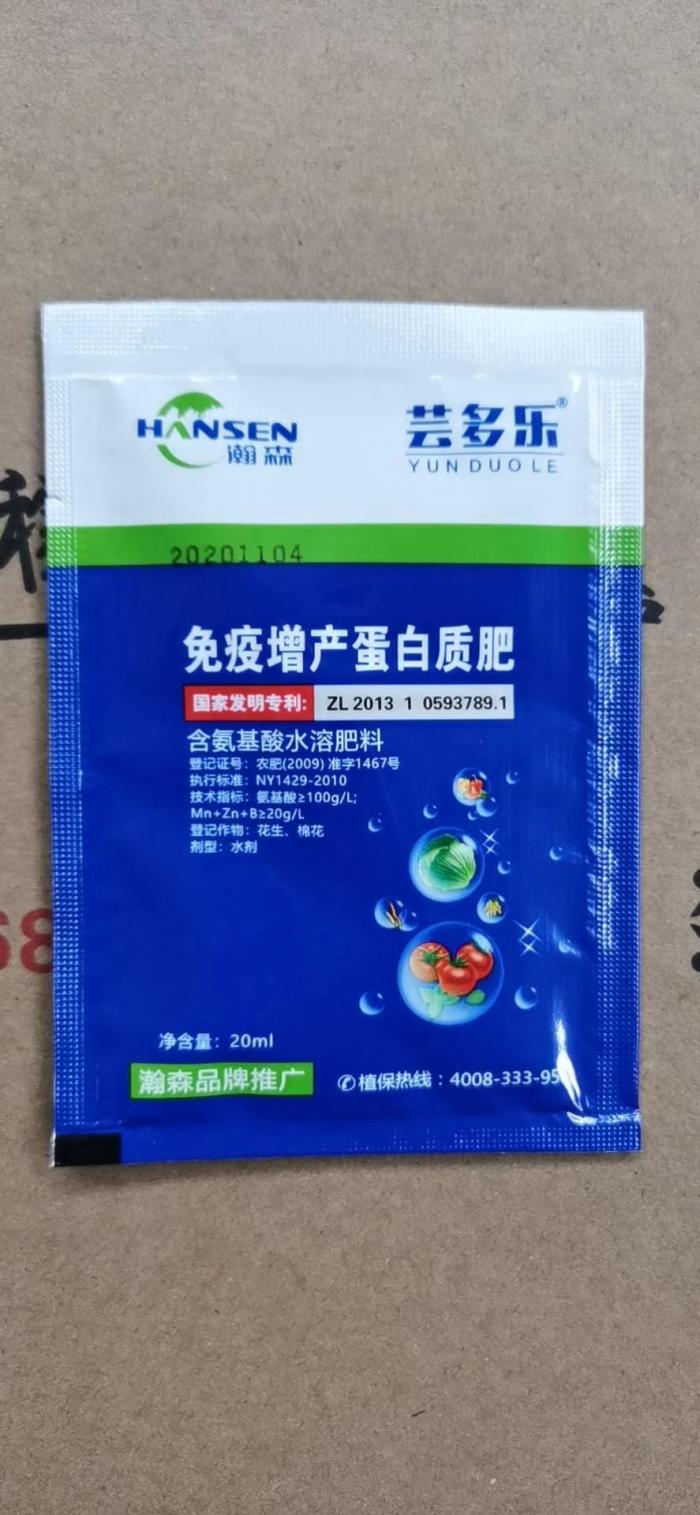 HANSEN
瀚森
芸多乐®
YUNDUOLE
20201104
免疫增产蛋白质肥
国家发明专利: ZL 2013 1 0593789.1
含氨基酸水溶肥料
登记证号：农肥(2009) 准字1467号
执行标准：NY1429-2010
技术指标：氨基酸≥100g/L;
Mn+Zn+B≥20g/L
登记作物：花生、棉花
剂型：水剂
净含量：20ml
瀚森品牌推广
植保热线：4008-333-95
68